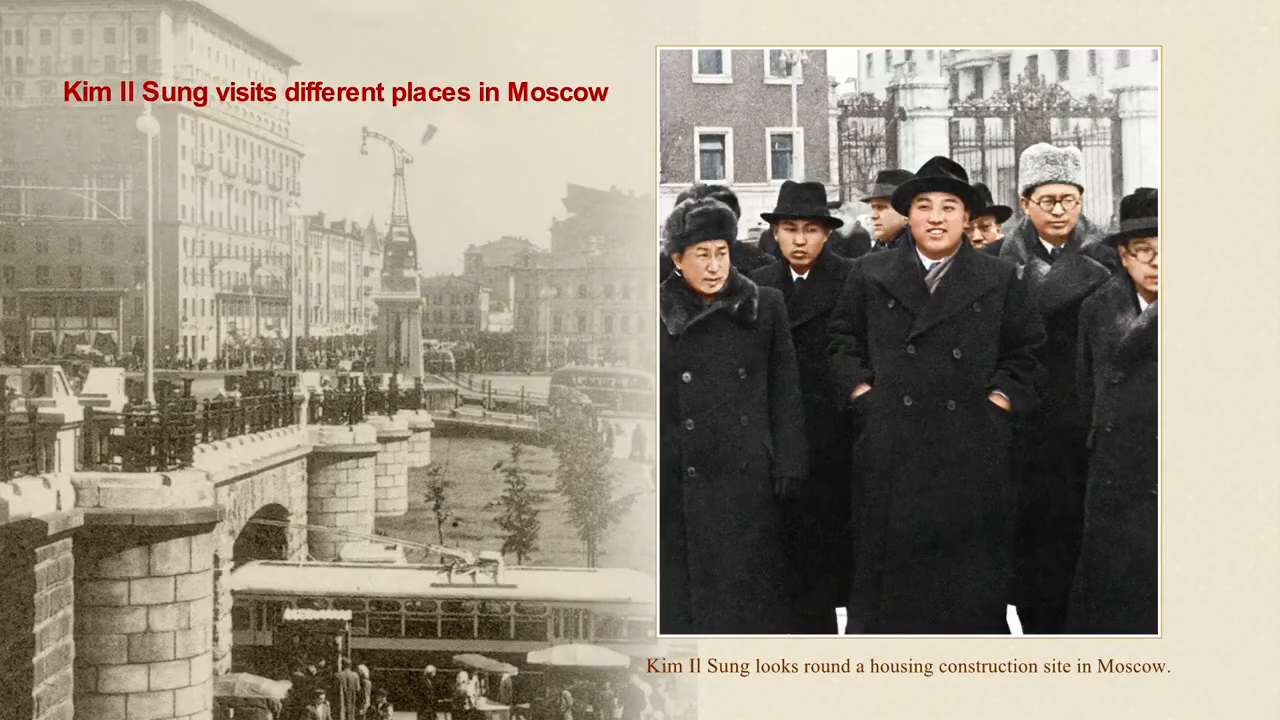 Kim Il Sung visits different places in Moscow
Kim Il Sung looks round a housing construction site in Moscow.